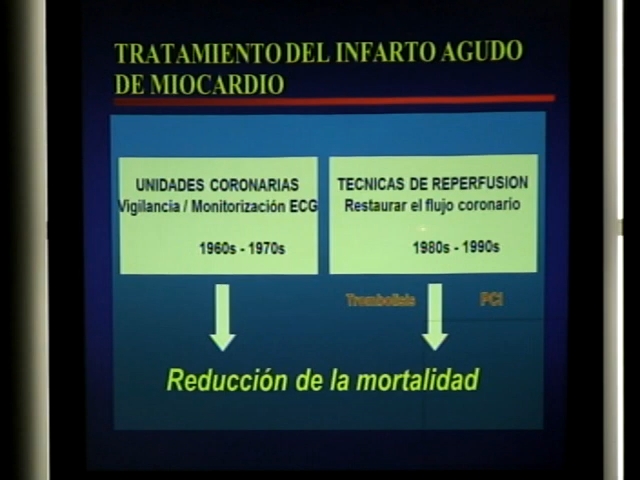 TRATAMIENTO DEL INFARTO AGUDO
DE MIOCARDIO
UNIDADES CORONARIAS
Vigilancia / Monitorización ECG
1960s - 1970s
TECNICAS DE REPERFUSION
Restaurar el flujo coronario
1980s - 1990s
Trombolisis
PCI
Reducción de la mortalidad